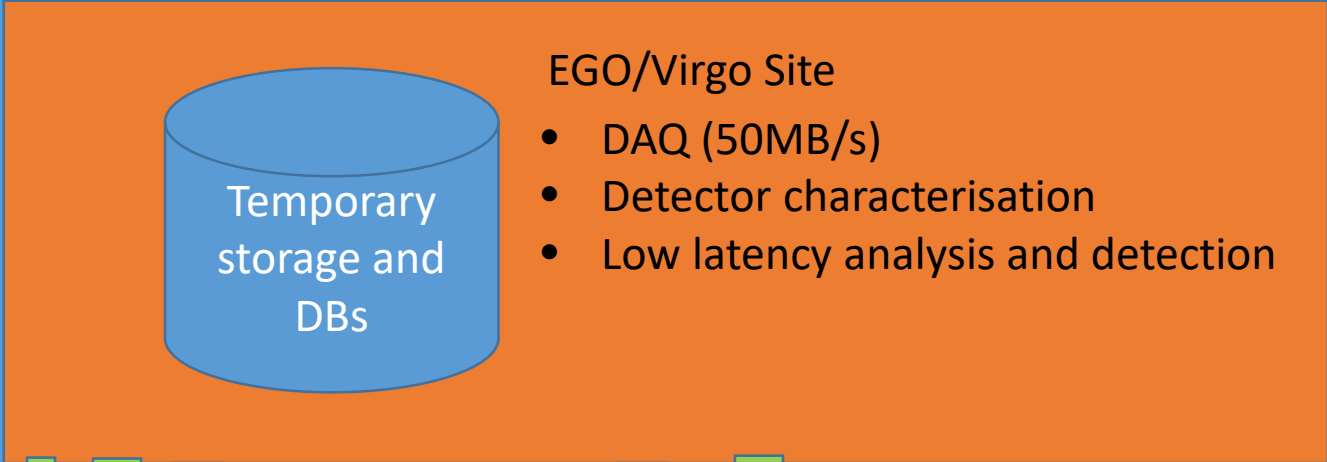 Temporary
storage and
DBs
EGO/Virgo Site
• DAQ (50MB/s)
• Detector characterisation
• Low latency analysis and detection